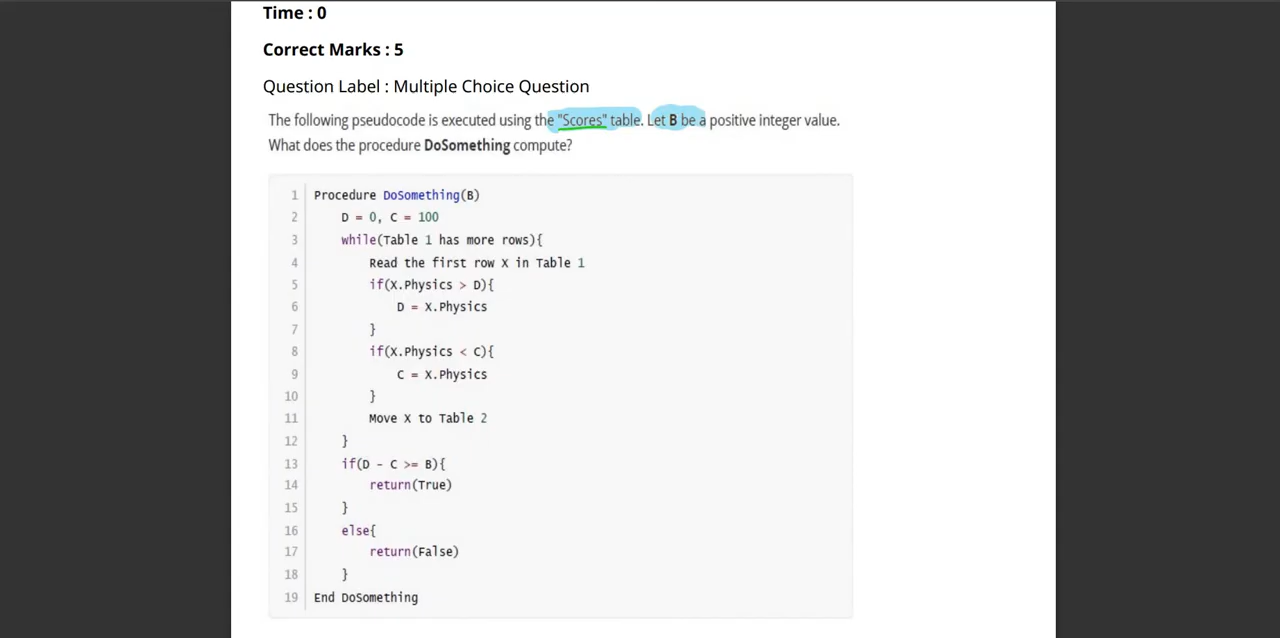 Time : 0
Correct Marks : 5
Question Label : Multiple Choice Question
The following pseudocode is executed using the "Scores" table. Let B be a positive integer value.
What does the procedure DoSomething compute?
1 Procedure DoSomething(B)
2 D = 0, C = 100
3 while(Table 1 has more rows){
4 Read the first row X in Table 1
5 if(X.Physics > D){
6 D = X.Physics
7 }
8 if(X.Physics < C){
9 C = X.Physics
10 }
11 Move X to Table 2
12 }
13 if(D - C >= B){
14 return(True)
15 }
16 else{
17 return(False)
18 }
19 End DoSomething